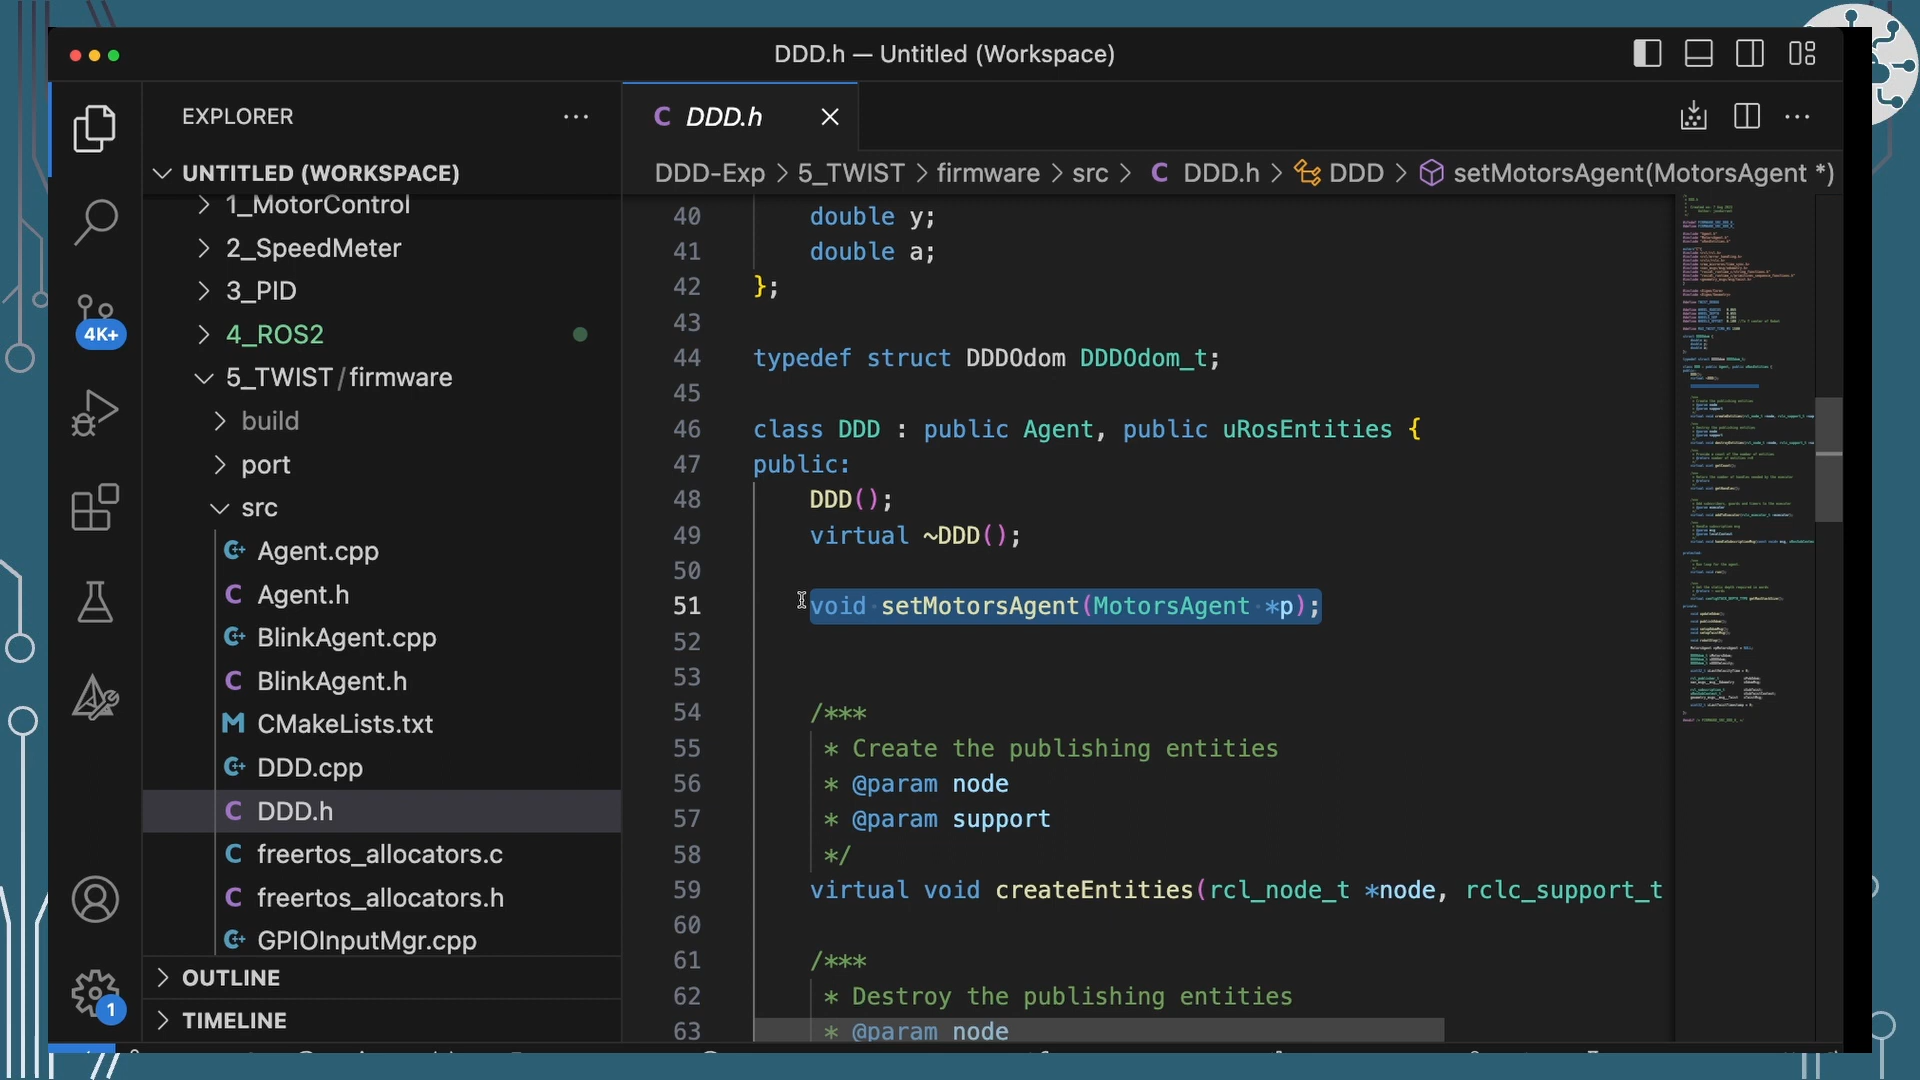 DDD.h — Untitled (Workspace)
EXPLORER
DDD.h
UNTITLED (WORKSPACE)
DDD-Exp > 5_TWIST > firmware > src > C DDD.h > DDD > setMotorsAgent(MotorsAgent *)
1_MotorControl
2_SpeedMeter
3_PID
4_ROS2
5_TWIST / firmware
build
port
src
Agent.cpp
Agent.h
BlinkAgent.cpp
BlinkAgent.h
CMakeLists.txt
DDD.cpp
DDD.h
freertos_allocators.c
freertos_allocators.h
GPIOInputMgr.cpp
OUTLINE
TIMELINE
4K+
1
40 double y;
41 double a;
42 };
43
44 typedef struct DDDOdom DDDOdom_t;
45
46 class DDD : public Agent, public uRosEntities {
47 public:
48 DDD();
49 virtual ~DDD();
50
51 void setMotorsAgent(MotorsAgent *p);
52
53
54 /***
55 * Create the publishing entities
56 * @param node
57 * @param support
58 */
59 virtual void createEntities(rcl_node_t *node, rclc_support_t
60
61 /***
62 * Destroy the publishing entities
63 * @param node